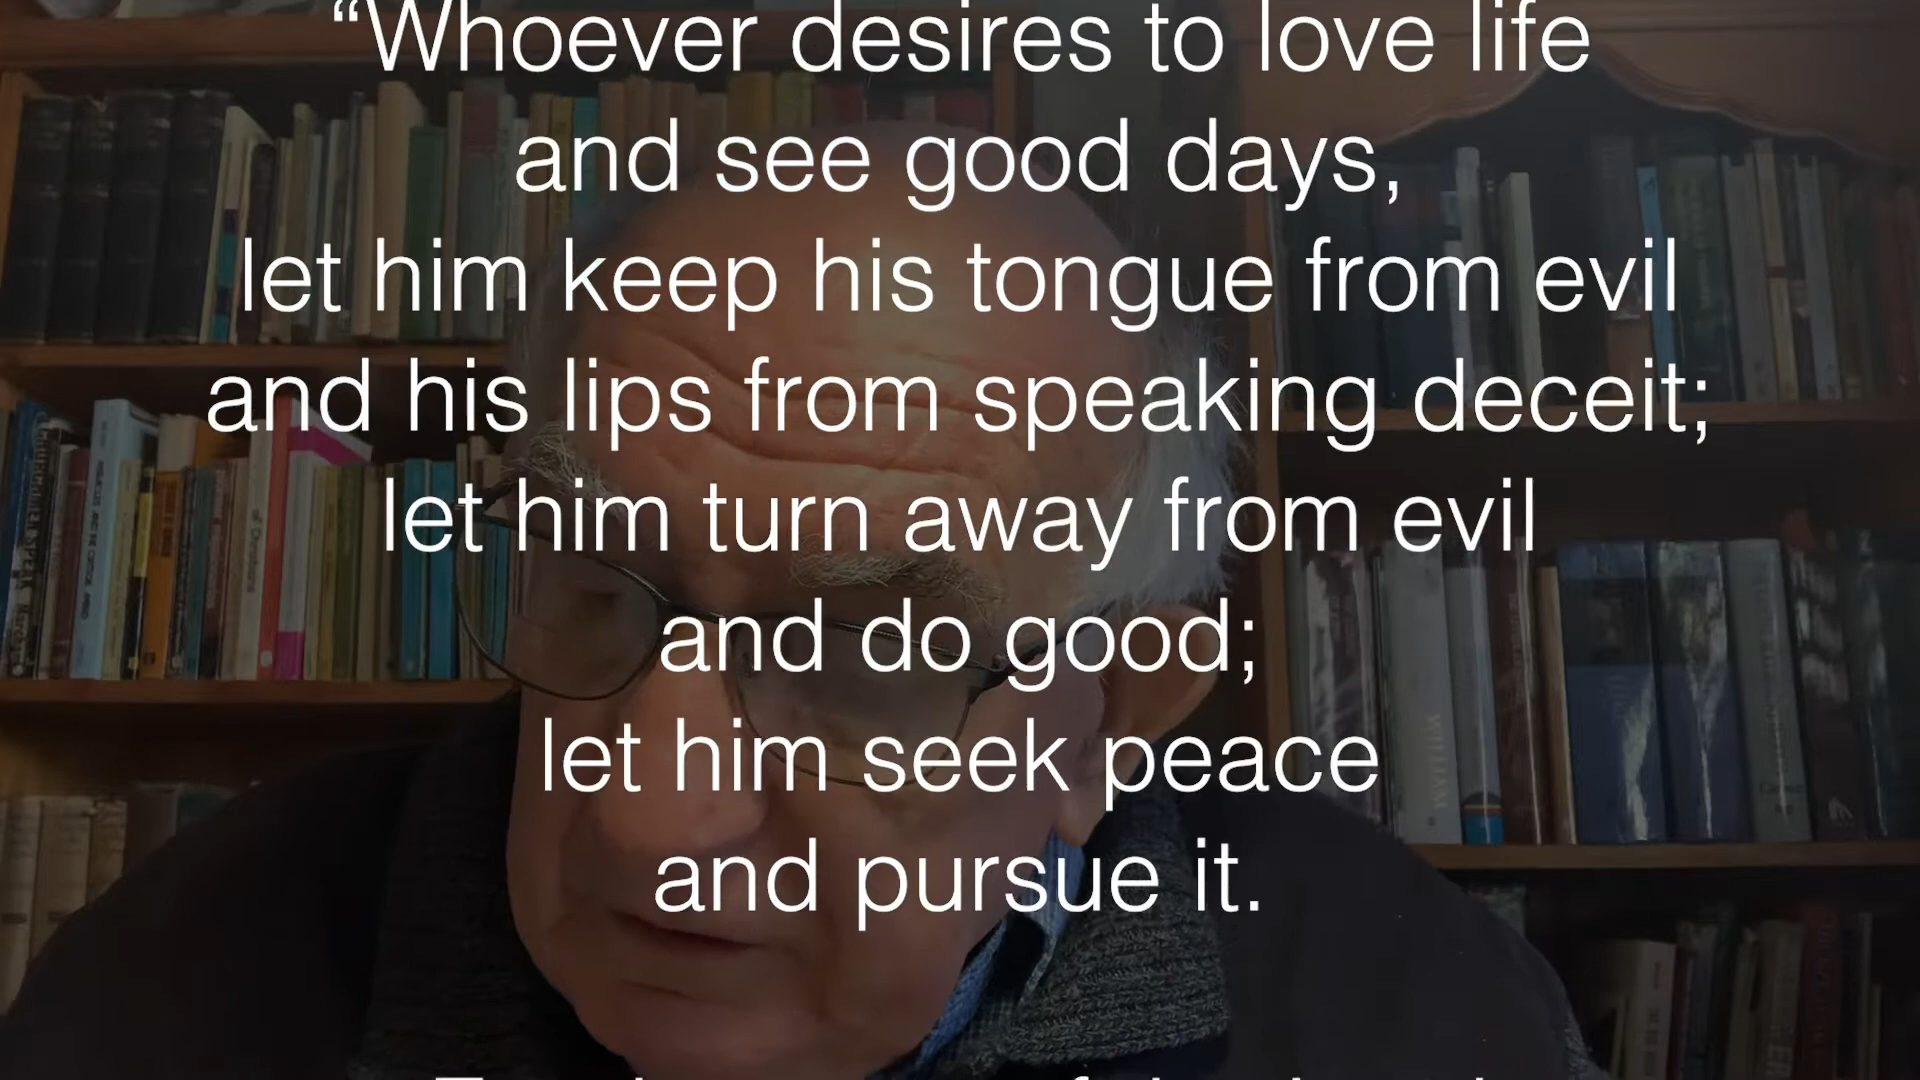 “Whoever desires to love life
and see good days,
let him keep his tongue from evil
and his lips from speaking deceit;
let him turn away from evil
and do good;
let him seek peace
and pursue it.
WILLIAMS